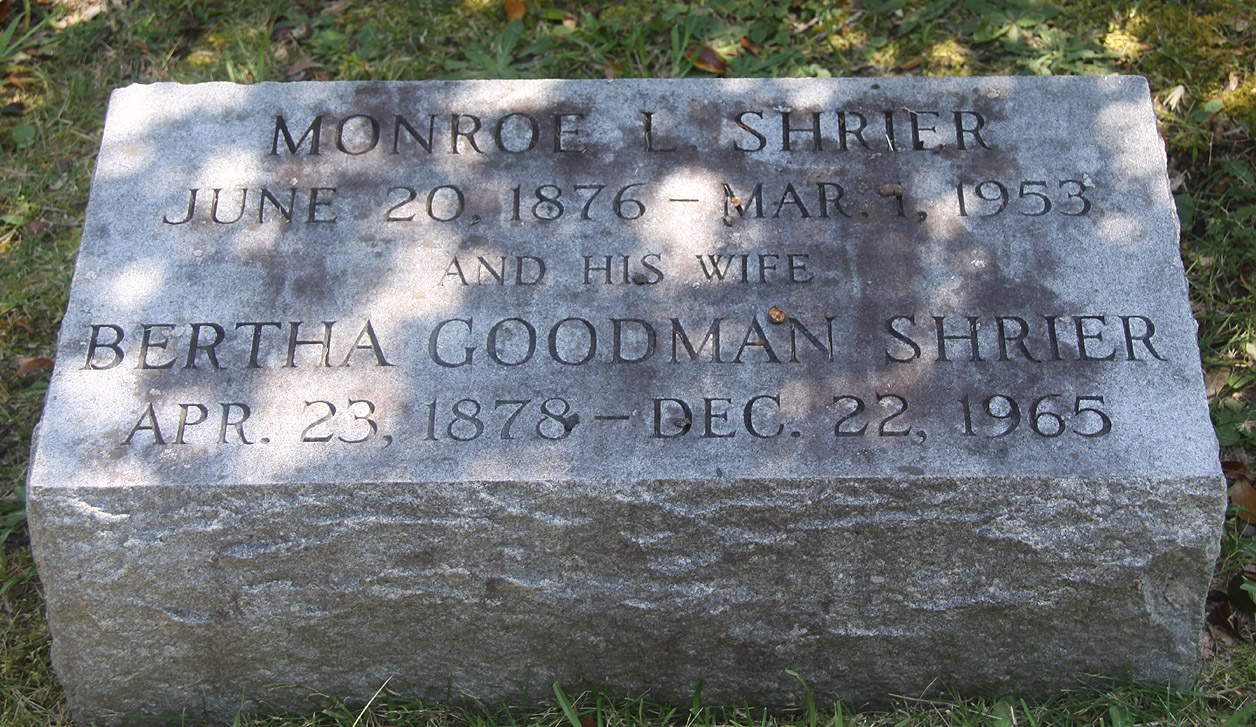 MONROE L. SHRIER
JUNE 20, 1876 – MAR. 1, 1953
AND HIS WIFE
BERTHA GOODMAN SHRIER
APR. 23, 1878 – DEC. 22, 1965